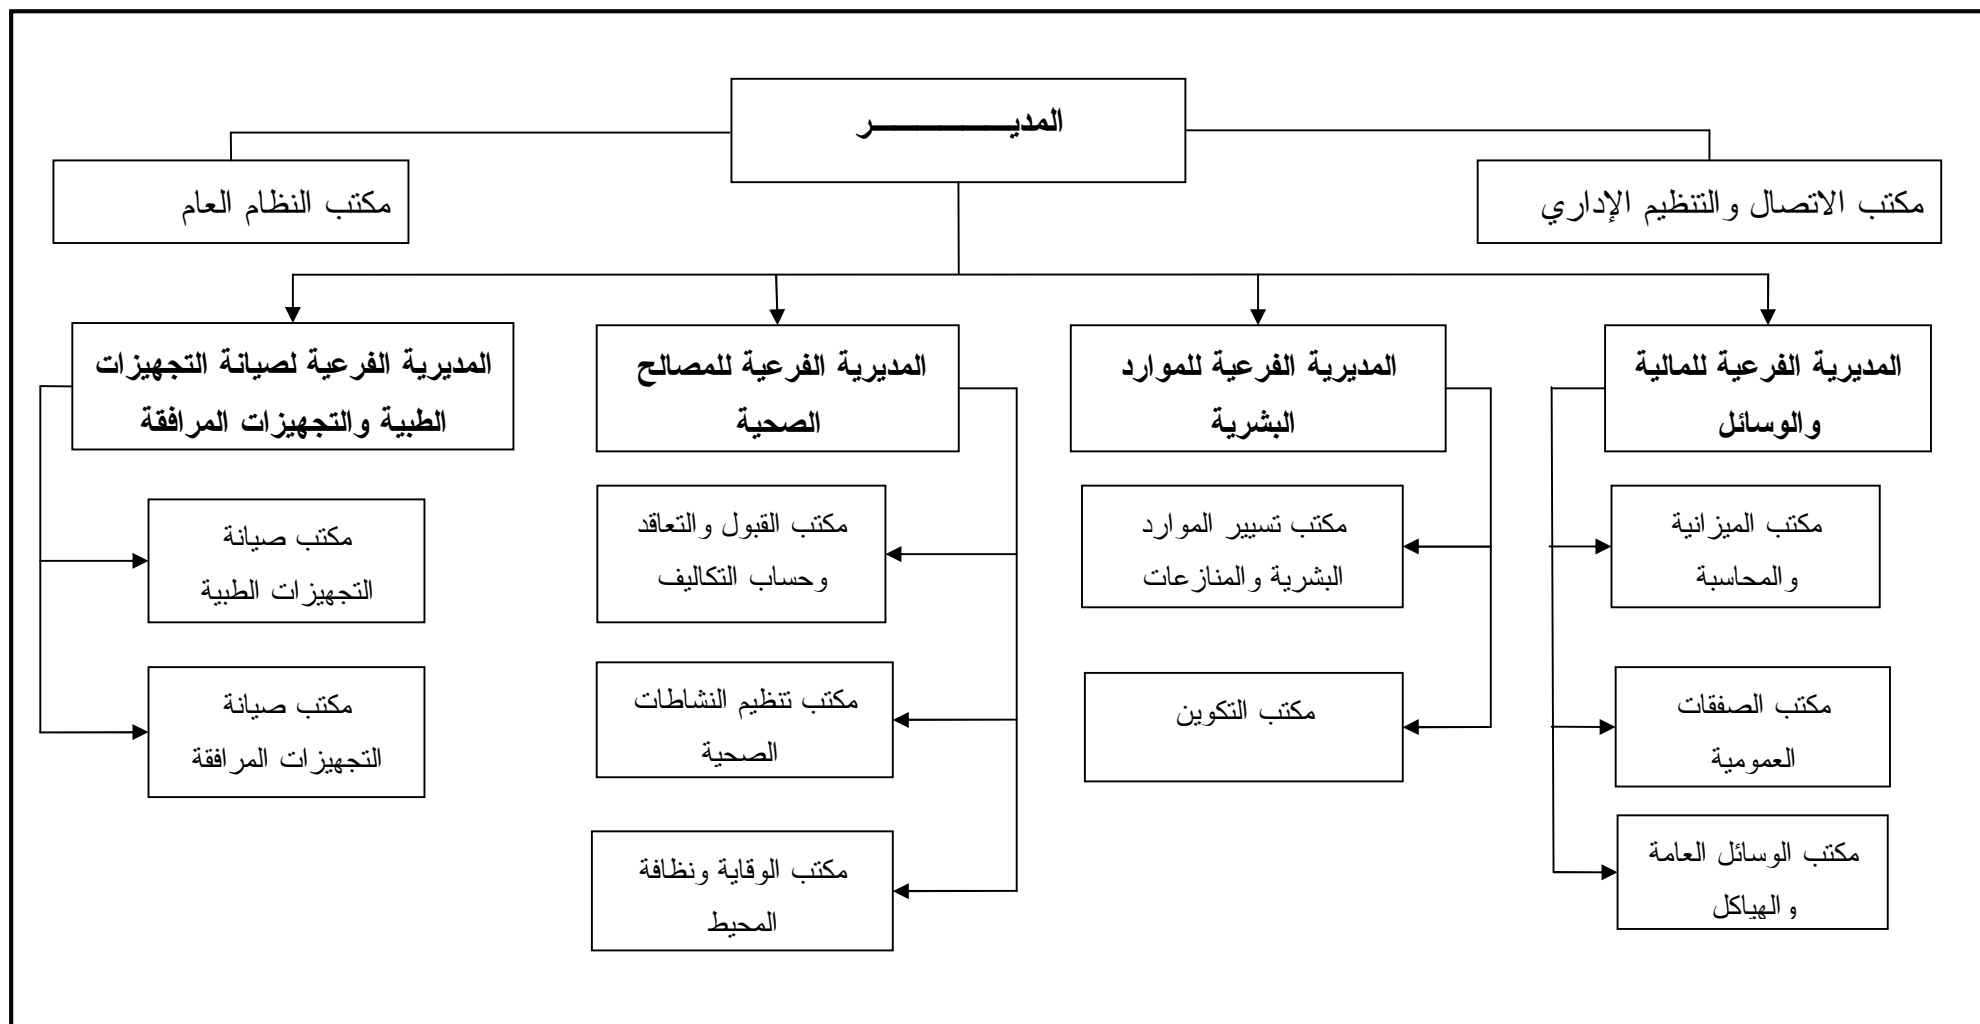 المديـــــــــــــر
مكتب الاتصال والتنظيم الإداري
مكتب النظام العام
المديرية الفرعية للمالية
والوسائل
المديرية الفرعية للموارد
البشرية
المديرية الفرعية للمصالح
الصحية
المديرية الفرعية لصيانة التجهيزات
الطبية والتجهيزات المرافقة
مكتب الميزانية
والمحاسبة
مكتب الصفقات
العمومية
مكتب الوسائل العامة
والهياكل
مكتب تسيير الموارد
البشرية والمنازعات
مكتب التكوين
مكتب القبول والتعاقد
وحساب التكاليف
مكتب تنظيم النشاطات
الصحية
مكتب الوقاية ونظافة
المحيط
مكتب صيانة
التجهيزات الطبية
مكتب صيانة
التجهيزات المرافقة